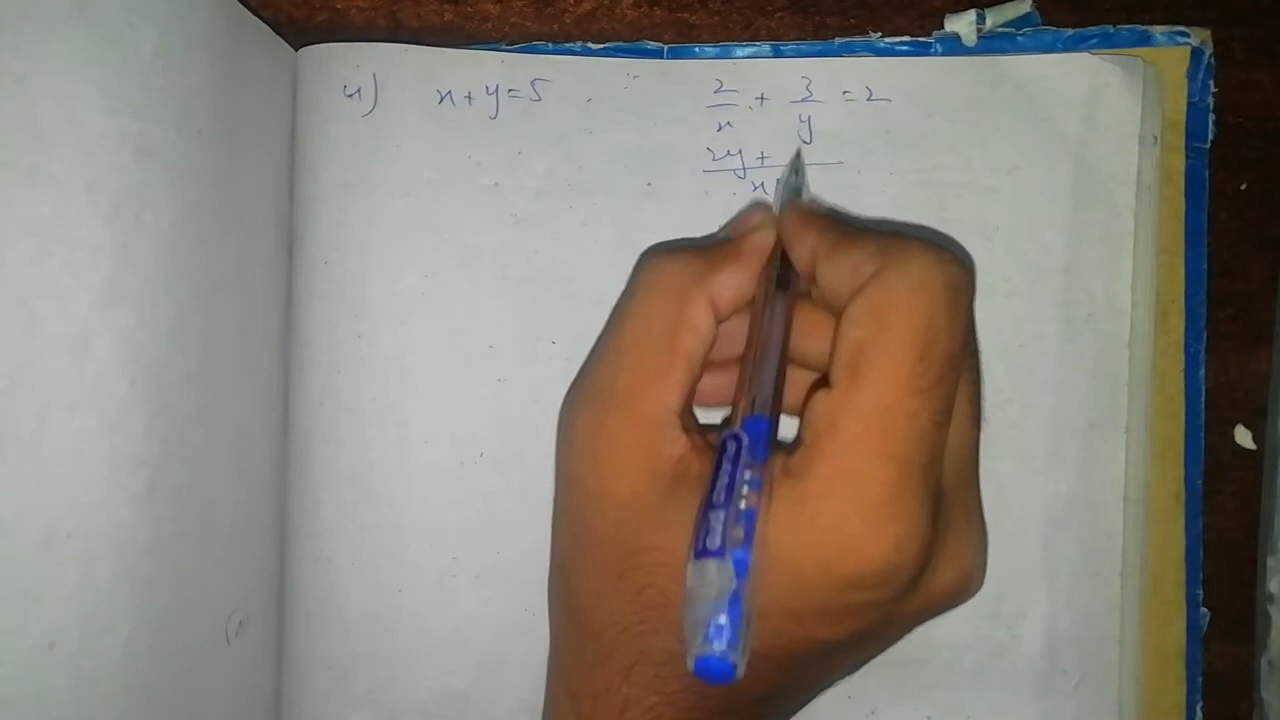 4) x+y=5 2/x + 3/y =2
2y +
x